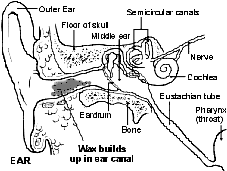 Outer Ear
Semicircular canals
Floor of skull
Middle ear
Nerve
Cochlea
Eustachian tube
Pharynx
(throat)
Eardrum
Bone
Wax builds
up in ear canal
EAR